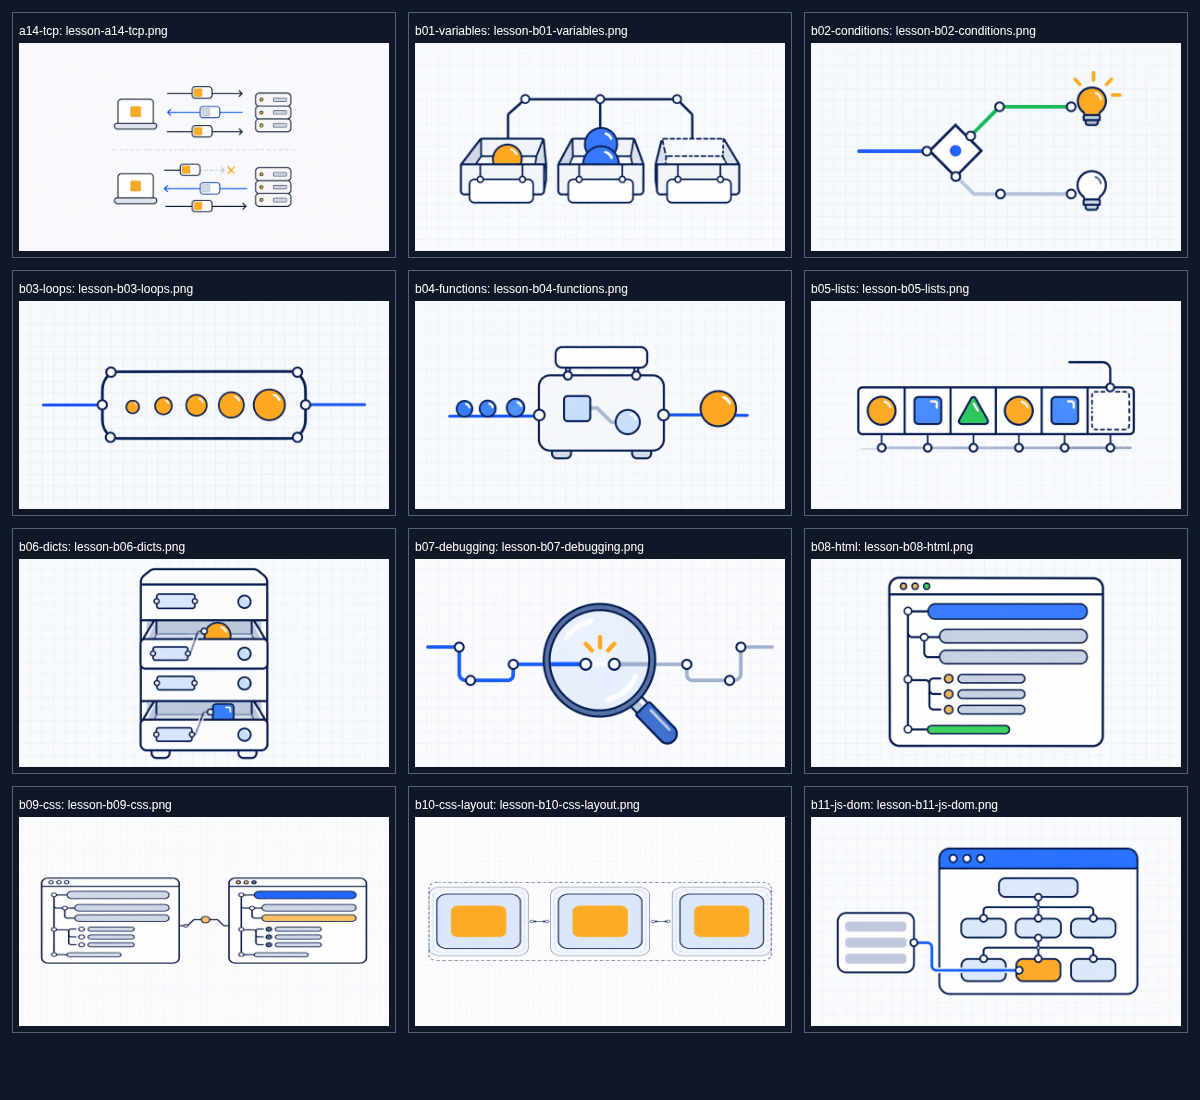 a14-tcp: lesson-a14-tcp.png
b01-variables: lesson-b01-variables.png
b02-conditions: lesson-b02-conditions.png
b03-loops: lesson-b03-loops.png
b04-functions: lesson-b04-functions.png
b05-lists: lesson-b05-lists.png
b06-dicts: lesson-b06-dicts.png
b07-debugging: lesson-b07-debugging.png
b08-html: lesson-b08-html.png
b09-css: lesson-b09-css.png
b10-css-layout: lesson-b10-css-layout.png
b11-js-dom: lesson-b11-js-dom.png